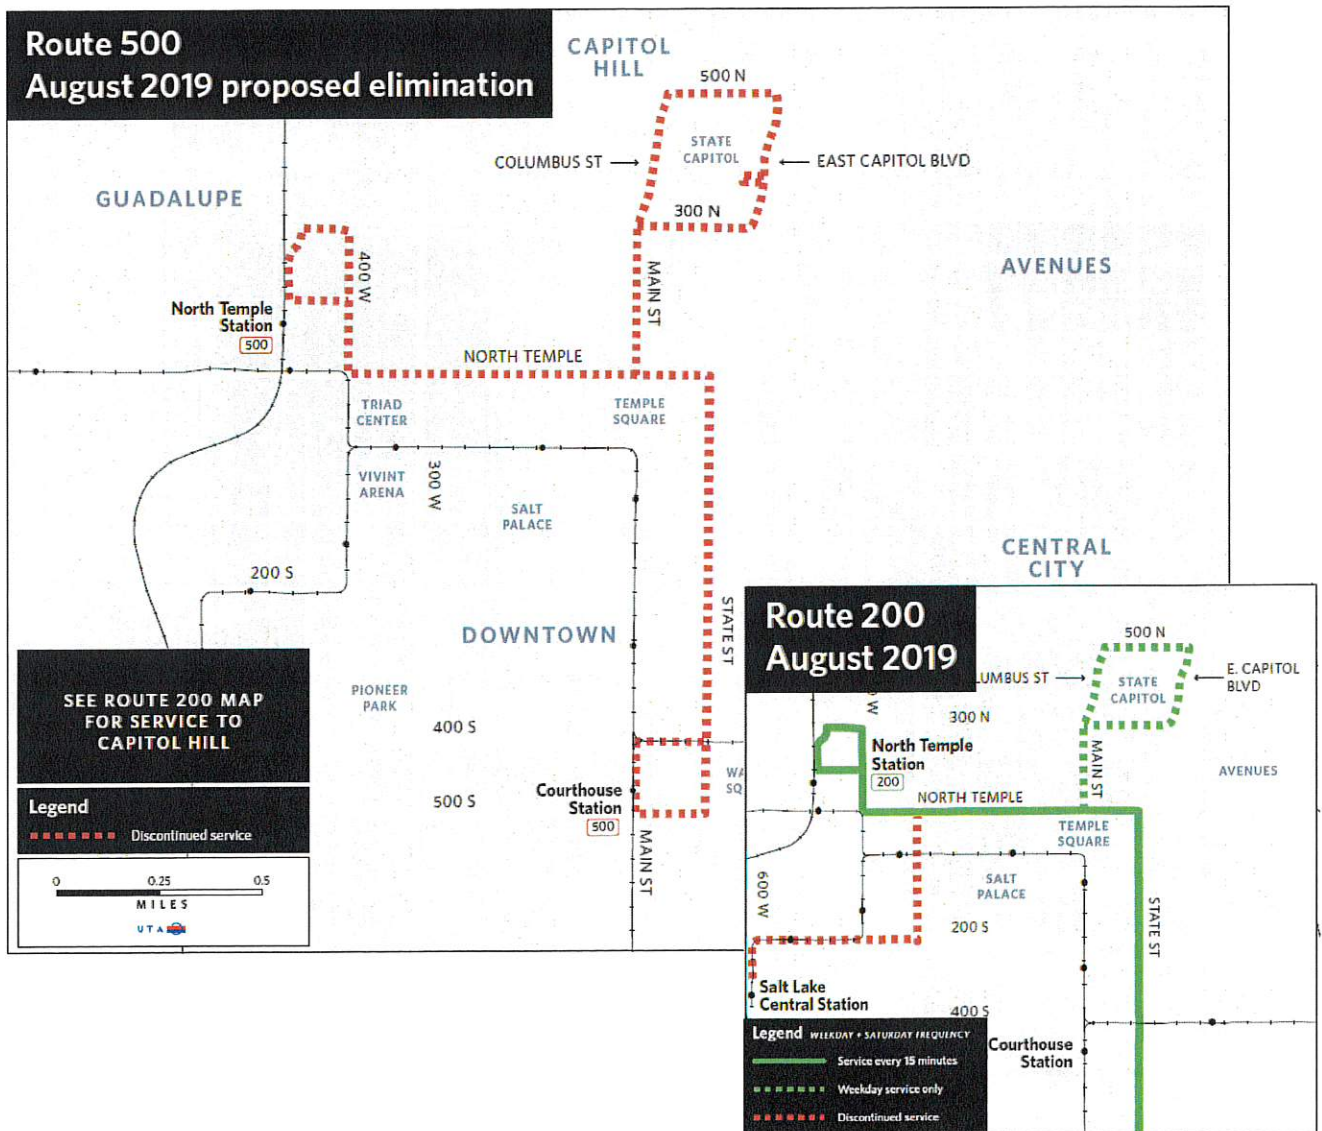 Route 500
August 2019 proposed elimination
CAPITOL
HILL
500 N
STATE
CAPITOL
COLUMBUS ST
EAST CAPITOL BLVD
GUADALUPE
300 N
400 W
MAIN ST
AVENUES
North Temple
Station
500
NORTH TEMPLE
TRIAD
CENTER
TEMPLE
SQUARE
VIVINT
ARENA
300 W
SALT
PALACE
CENTRAL
CITY
200 S
STATE ST
DOWNTOWN
PIONEER
PARK
400 S
500 S
WA
SQ
Courthouse
Station
500
MAIN ST
SEE ROUTE 200 MAP
FOR SERVICE TO
CAPITOL HILL
Legend
Discontinued service
0 0.25 0.5
MILES
UTA
Route 200
August 2019
500 N
LUMBUS ST
STATE
CAPITOL
E. CAPITOL
BLVD
W
300 N
North Temple
Station
200
MAIN ST
AVENUES
NORTH TEMPLE
TEMPLE
SQUARE
600 W
SALT
PALACE
STATE ST
200 S
Salt Lake
Central Station
400 S
Courthouse
Station
Legend WEEKDAY + SATURDAY FREQUENCY
Service every 15 minutes
Weekday service only
Discontinued service